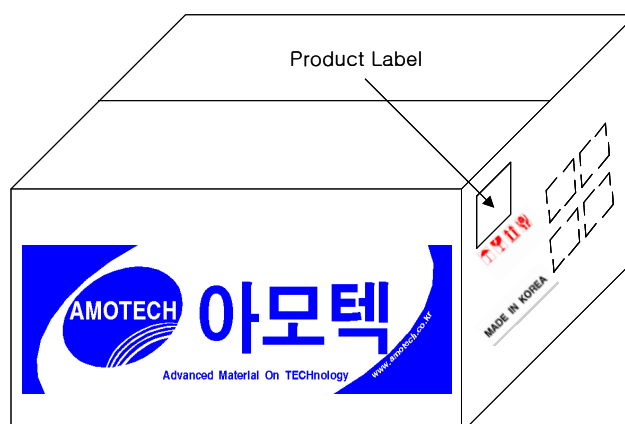 Product Label
AMOTECH
아모텍
Advanced Material On TECHnology
www.amotech.co.kr
MADE IN KOREA